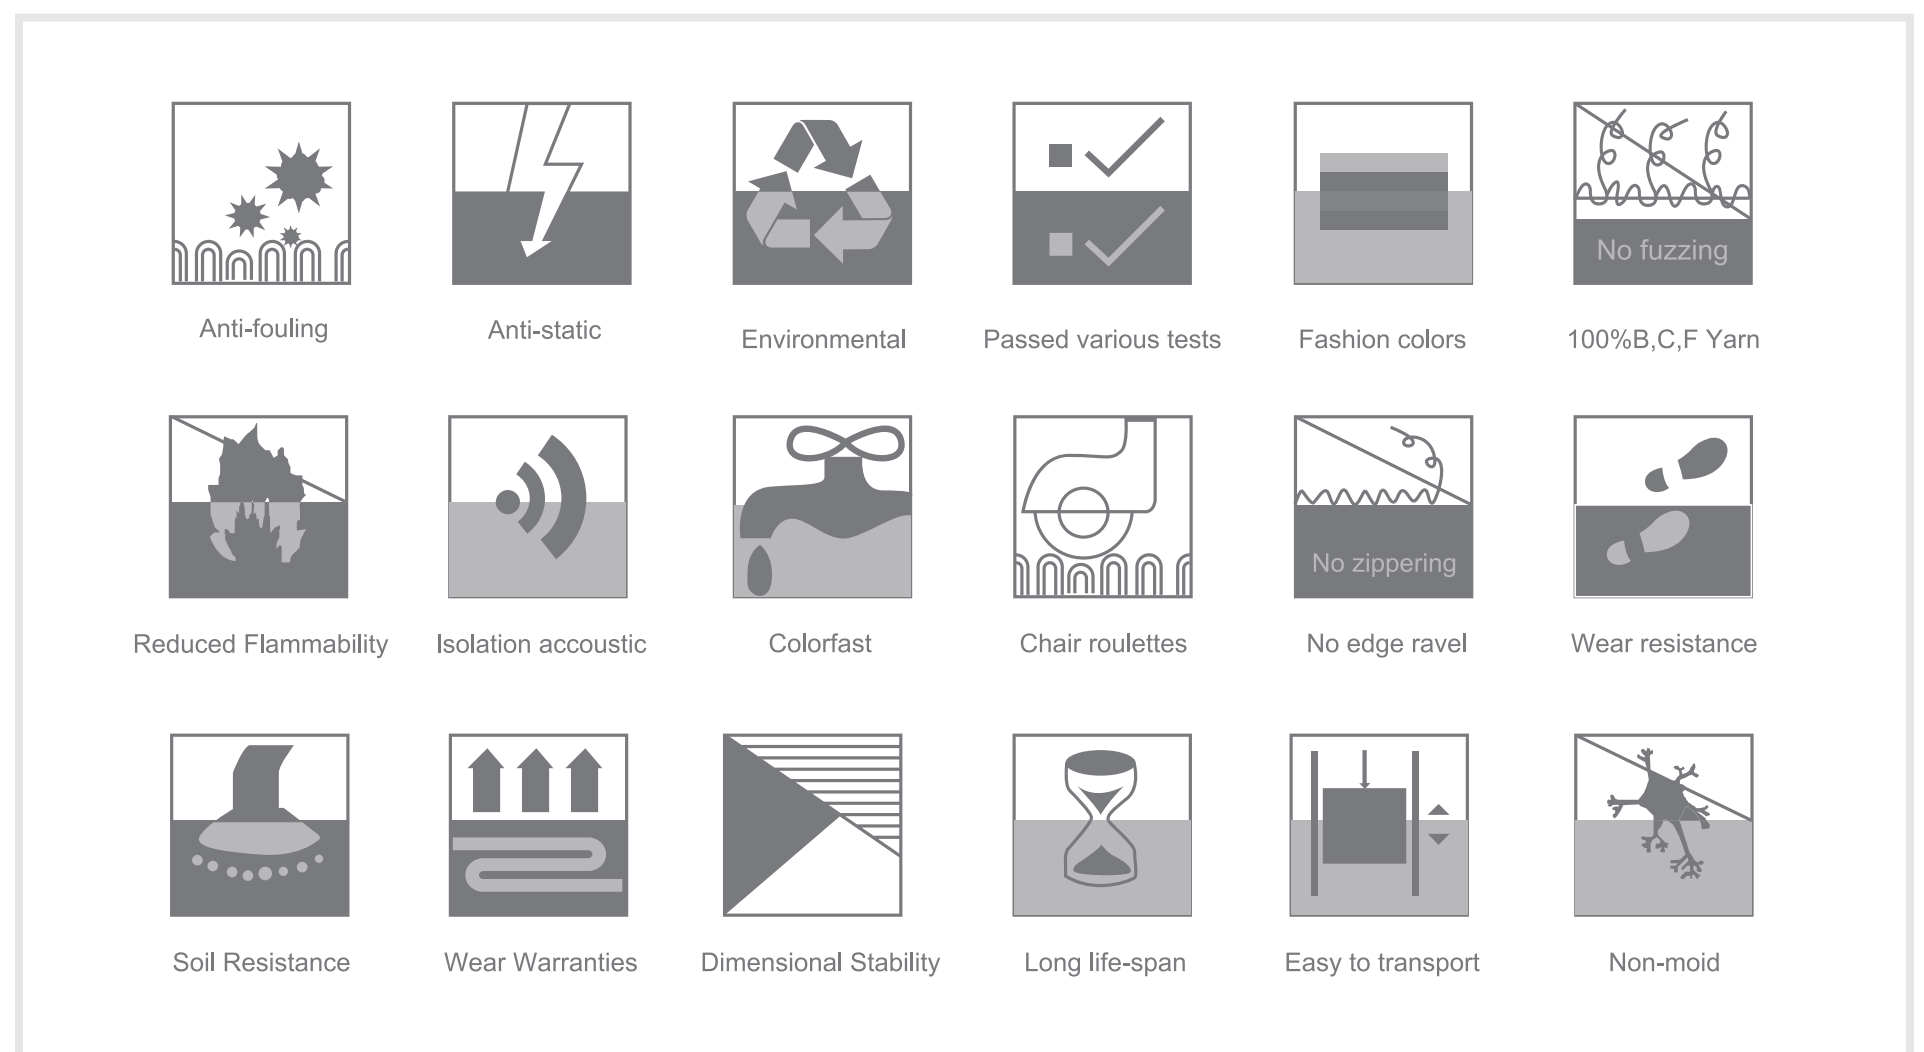 No fuzzing
Anti-fouling
Anti-static
Environmental
Passed various tests
Fashion colors
100%B,C,F Yarn
No zippering
Reduced Flammability
Isolation accoustic
Colorfast
Chair roulettes
No edge ravel
Wear resistance
Soil Resistance
Wear Warranties
Dimensional Stability
Long life-span
Easy to transport
Non-moid